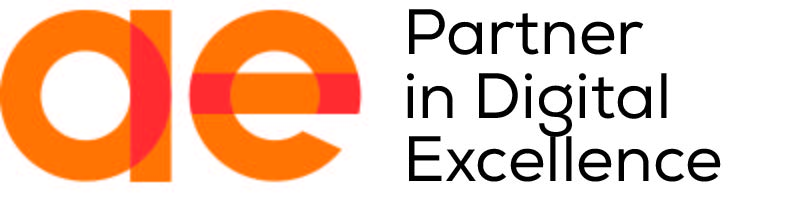 ae
Partner
in Digital
Excellence